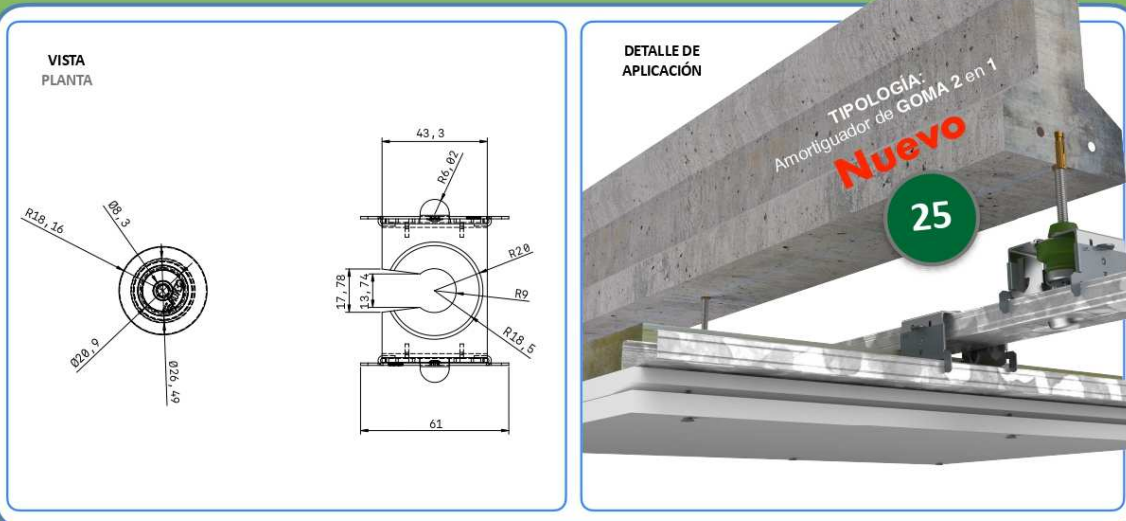 VISTA
PLANTA
R18,16
Ø8,3
Ø20,9
Ø26,49
43,3
R6,02
17,78
13,74
R20
R9
R18,5
61
DETALLE DE
APLICACIÓN
TIPOLOGÍA:
Amortiguador de GOMA 2 en 1
Nuevo
25